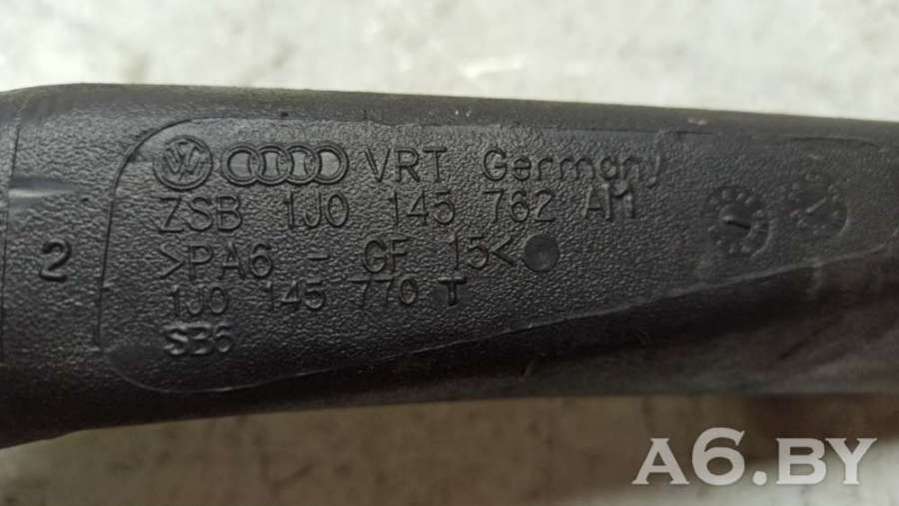 VRT Germany
ZSB 1J0 145 762 AM
>PA6 - GF 15<
1J0 145 770 T
SB6
2
A6.BY